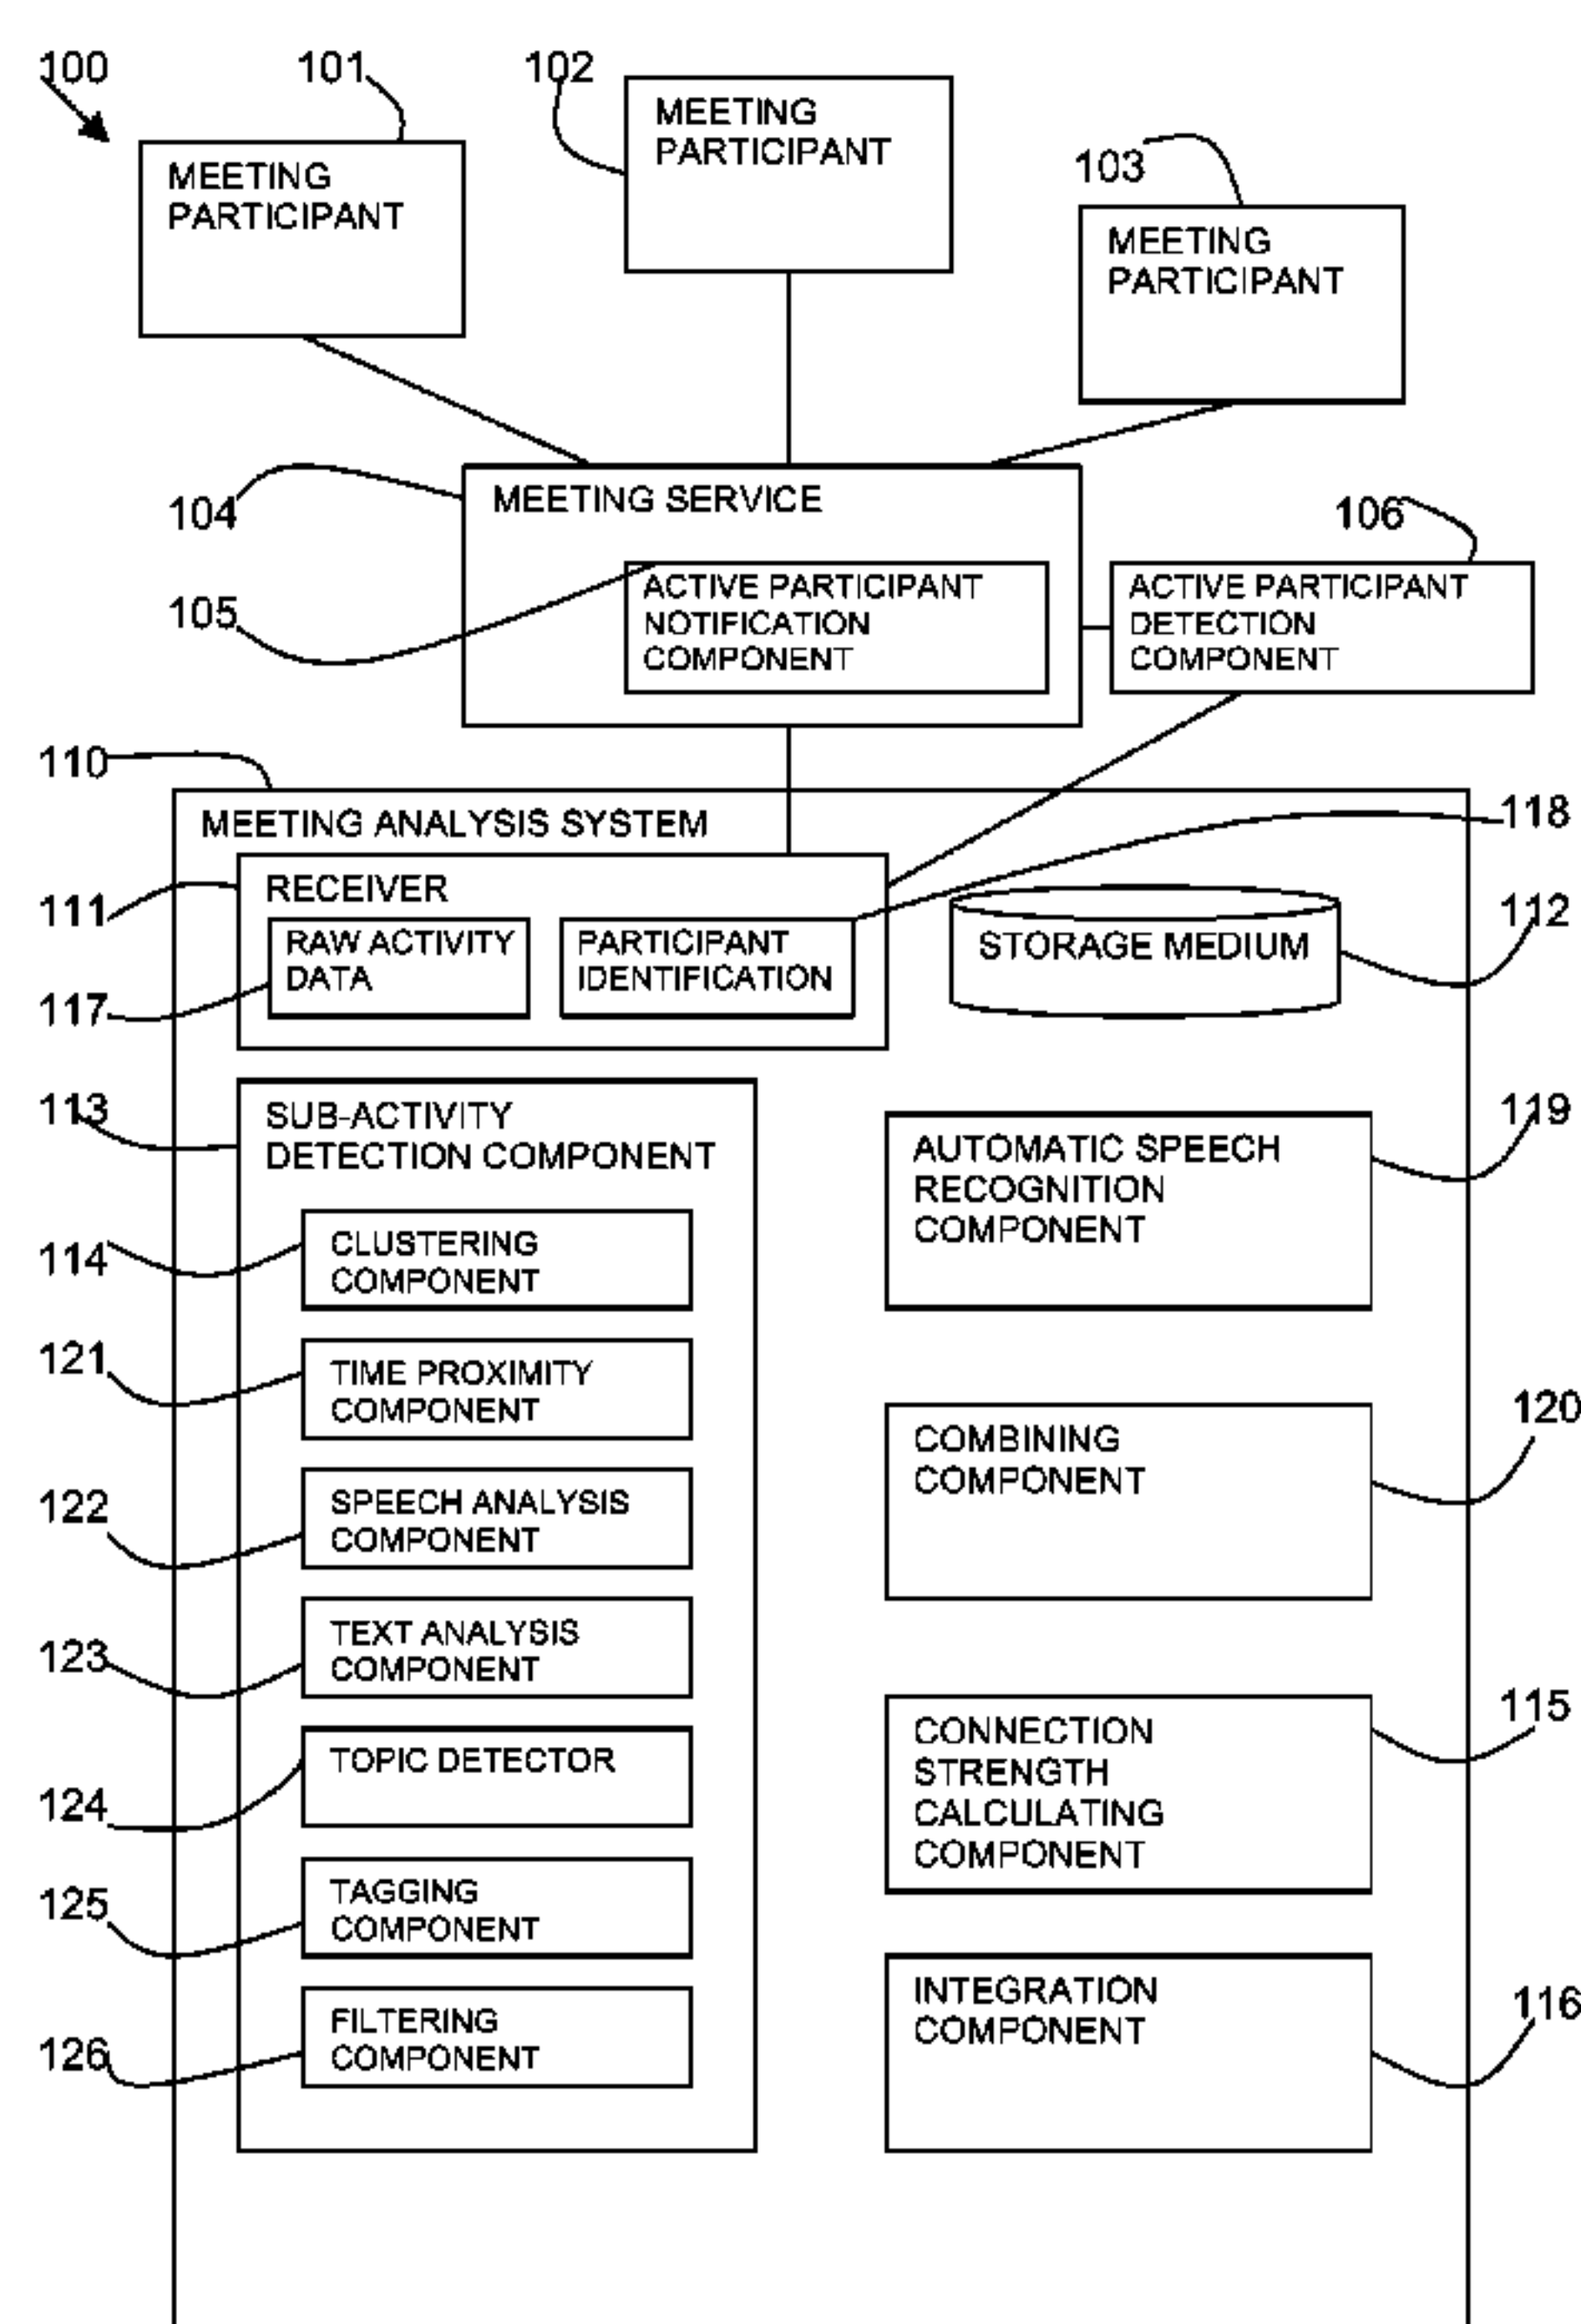 100
101
102
MEETING
PARTICIPANT
MEETING
PARTICIPANT
103
MEETING
PARTICIPANT
104
MEETING SERVICE
106
105
ACTIVE PARTICIPANT
NOTIFICATION
COMPONENT
ACTIVE PARTICIPANT
DETECTION
COMPONENT
110
MEETING ANALYSIS SYSTEM
118
111
RECEIVER
RAW ACTIVITY
DATA
PARTICIPANT
IDENTIFICATION
STORAGE MEDIUM
112
117
113
SUB-ACTIVITY
DETECTION COMPONENT
119
AUTOMATIC SPEECH
RECOGNITION
COMPONENT
114
CLUSTERING
COMPONENT
121
TIME PROXIMITY
COMPONENT
120
COMBINING
COMPONENT
122
SPEECH ANALYSIS
COMPONENT
123
TEXT ANALYSIS
COMPONENT
115
CONNECTION
STRENGTH
CALCULATING
COMPONENT
124
TOPIC DETECTOR
125
TAGGING
COMPONENT
116
INTEGRATION
COMPONENT
126
FILTERING
COMPONENT